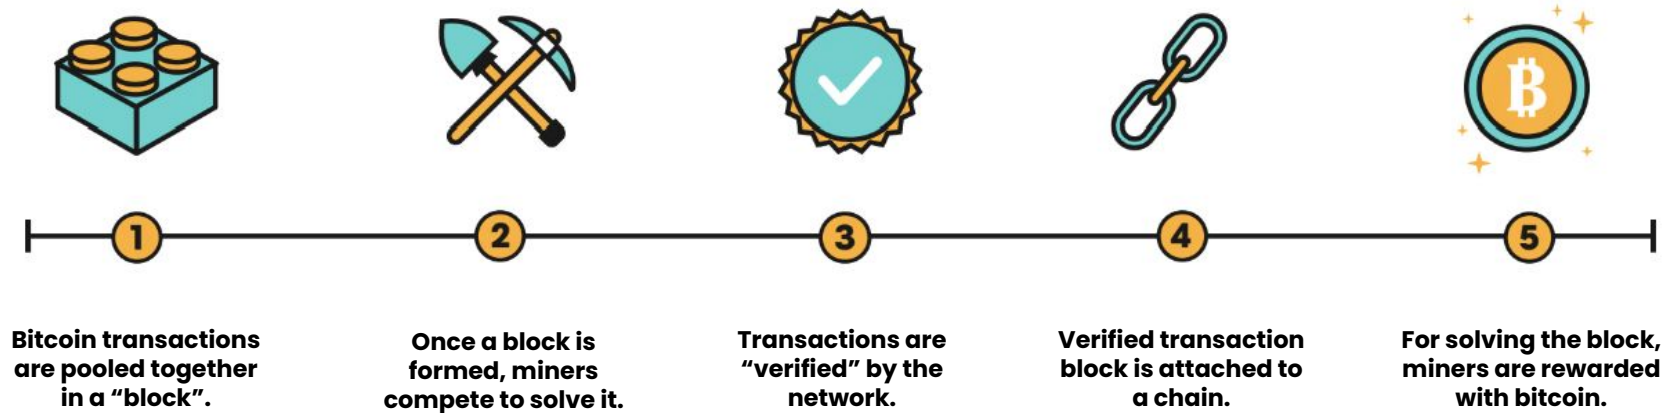 1
2
3
4
5
Bitcoin transactions
are pooled together
in a “block”.
Once a block is
formed, miners
compete to solve it.
Transactions are
“verified” by the
network.
Verified transaction
block is attached to
a chain.
For solving the block,
miners are rewarded
with bitcoin.